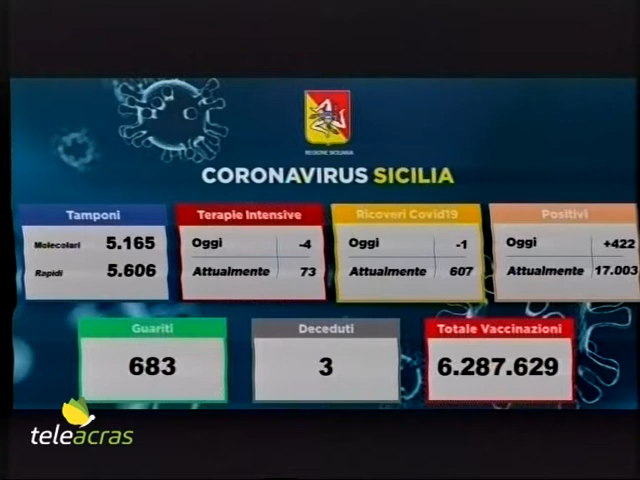 REGIONE SICILIANA
CORONAVIRUS SICILIA
Tamponi
Molecolari 5.165
Rapidi 5.606
Terapie Intensive
Oggi -4
Attualmente 73
Ricoveri Covid19
Oggi -1
Attualmente 607
Positivi
Oggi +422
Attualmente 17.003
Guariti
683
Deceduti
3
Totale Vaccinazioni
6.287.629
teleacras